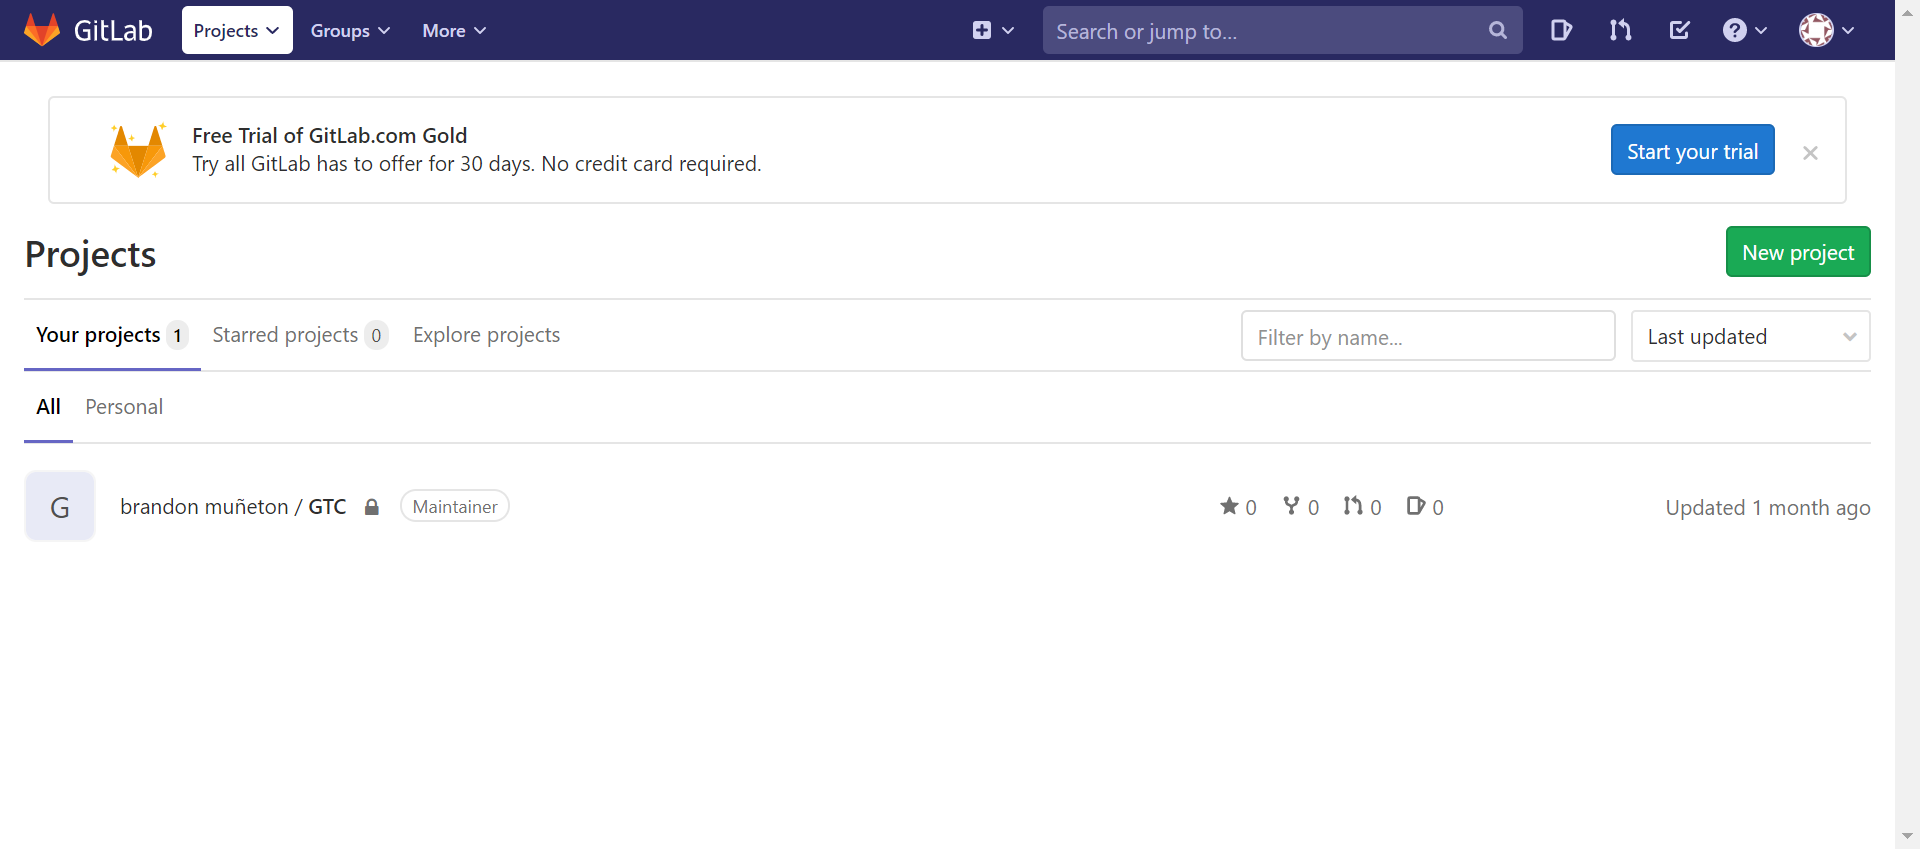 GitLab Projects Groups More Search or jump to...
Free Trial of GitLab.com Gold
Try all GitLab has to offer for 30 days. No credit card required.
Start your trial
Projects
New project
Your projects 1 Starred projects 0 Explore projects Filter by name... Last updated
All Personal
G brandon muñeton / GTC Maintainer 0 0 0 0 Updated 1 month ago